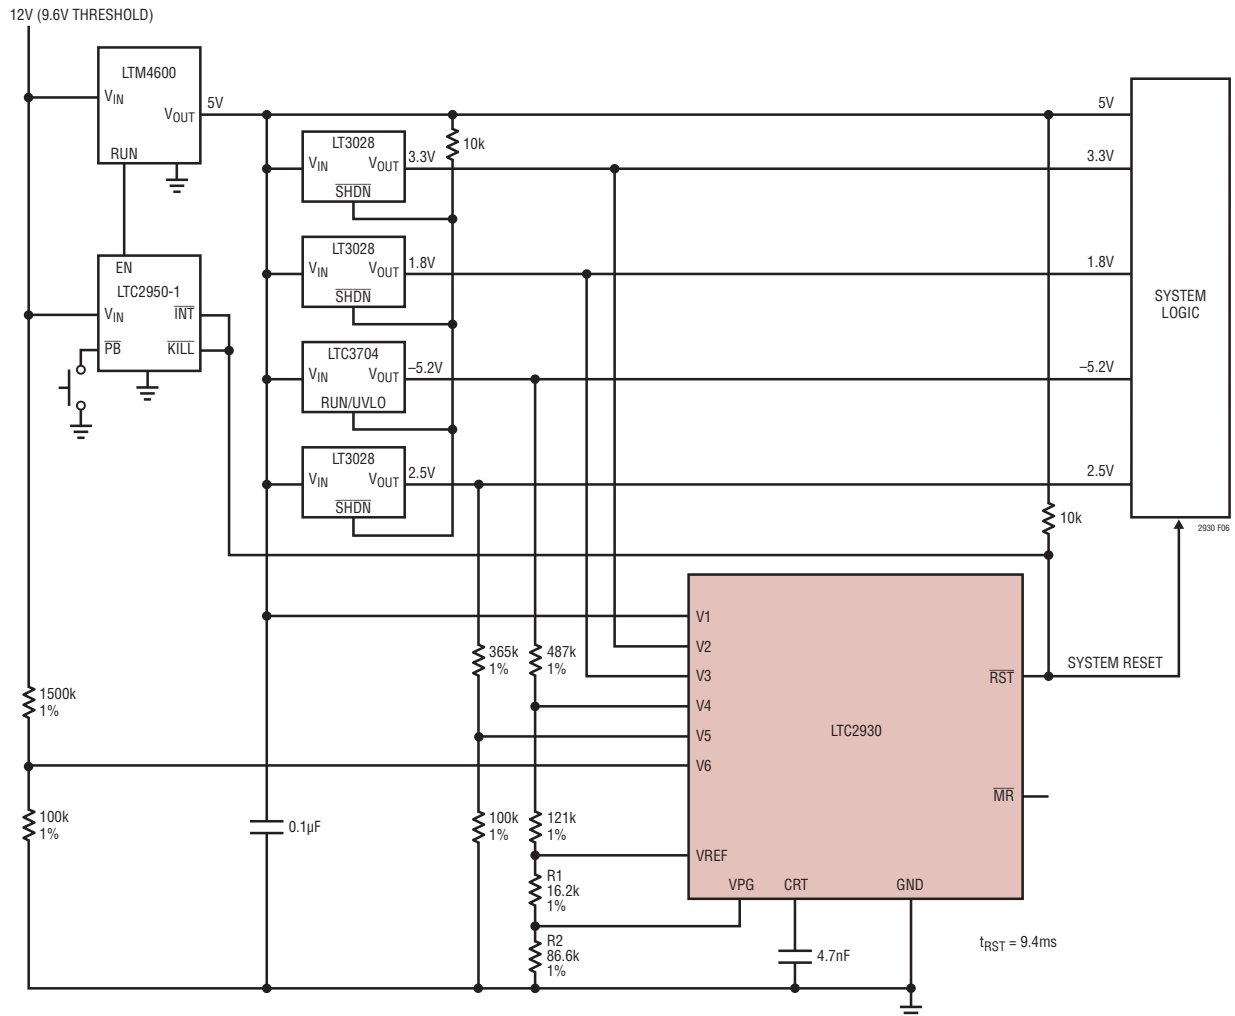 12V (9.6V THRESHOLD)
LTM4600
VIN
VOUT
RUN
5V
LT3028
VIN
VOUT
SHDN
3.3V
10k
5V
3.3V
LT3028
VIN
VOUT
SHDN
1.8V
1.8V
EN
LTC2950-1
VIN
INT
PB
KILL
LTC3704
VIN
VOUT
RUN/UVLO
–5.2V
–5.2V
SYSTEM
LOGIC
LT3028
VIN
VOUT
SHDN
2.5V
2.5V
10k
2930 F06
V1
V2
V3
V4
V5
V6
VREF
VPG
CRT
GND
RST
MR
LTC2930
SYSTEM RESET
365k
1%
487k
1%
1500k
1%
100k
1%
0.1µF
100k
1%
121k
1%
R1
16.2k
1%
R2
86.6k
1%
4.7nF
tRST = 9.4ms